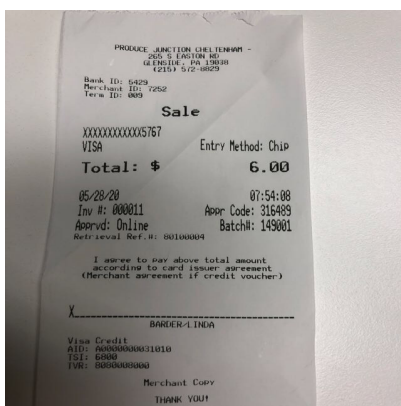 PRODUCE JUNCTION CHELTENHAM -
265 S EASTON RD
GLENSIDE, PA 19038
(215) 572-8829
Bank ID: 5429
Merchant ID: 7252
Term ID: 009
Sale
XXXXXXXXXXXX5767
VISA Entry Method: Chip
Total: $ 6.00
05/28/20 07:54:08
Inv #: 000011 Appr Code: 316489
Apprvd: Online Batch#: 149001
Retrieval Ref.#: 80100004
I agree to pay above total amount
according to card issuer agreement
(Merchant agreement if credit voucher)
X
BARDER/LINDA
Visa Credit
AID: A0000000031010
TSI: 6800
TVR: 8080008000
Merchant Copy
THANK YOU!